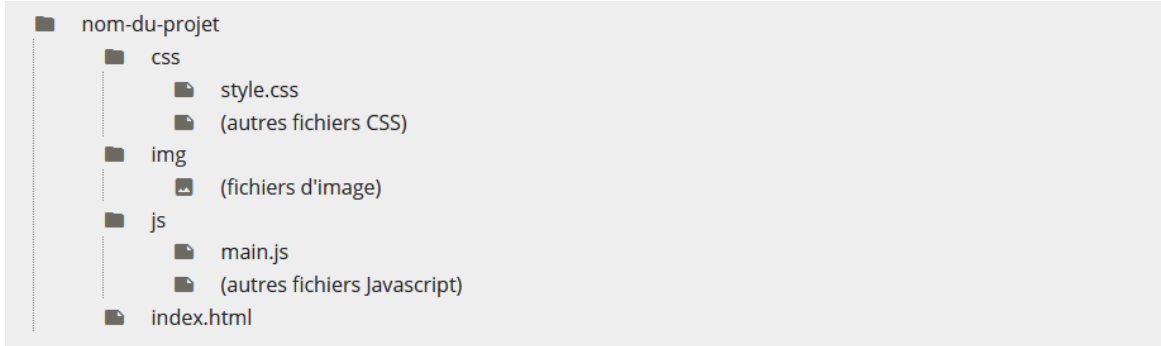 nom-du-projet
css
style.css
(autres fichiers CSS)
img
(fichiers d'image)
js
main.js
(autres fichiers Javascript)
index.html